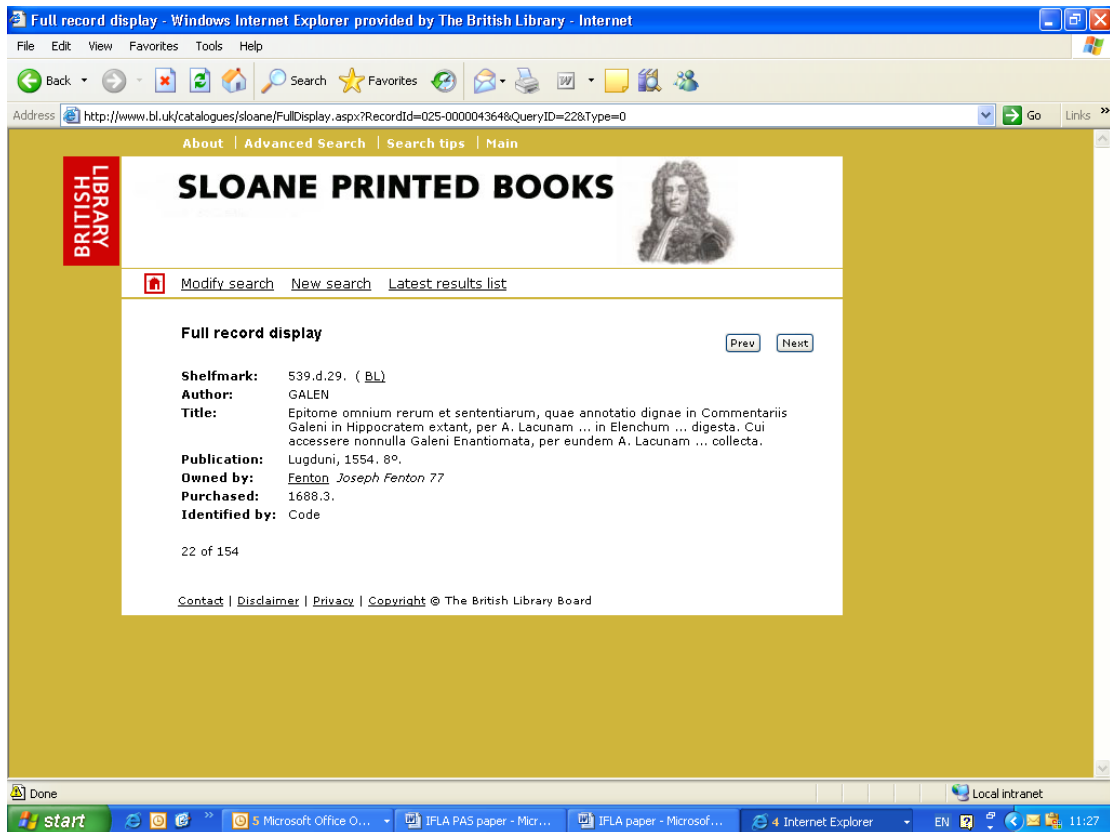 Full record display - Windows Internet Explorer provided by The British Library - Internet
File Edit View Favorites Tools Help
Back Search Favorites
Address http://www.bl.uk/catalogues/sloane/FullDisplay.aspx?RecordId=025-000004364&QueryID=22&Type=0 Go Links »
About | Advanced Search | Search tips | Main
BRITISH LIBRARY
SLOANE PRINTED BOOKS
Modify search New search Latest results list
Full record display
Prev Next
Shelfmark: 539.d.29. ( BL)
Author: GALEN
Title: Epitome omnium rerum et sententiarum, quae annotatio dignae in Commentariis
Galeni in Hippocratem extant, per A. Lacunam ... in Elenchum ... digesta. Cui
accessere nonnulla Galeni Enantiomata, per eundem A. Lacunam ... collecta.
Publication: Lugduni, 1554. 8º.
Owned by: Fenton Joseph Fenton 77
Purchased: 1688.3.
Identified by: Code
22 of 154
Contact | Disclaimer | Privacy | Copyright © The British Library Board
Done Local intranet
start » 5 Microsoft Office O... IFLA PAS paper - Micr... IFLA paper - Microsof... 4 Internet Explorer EN 11:27